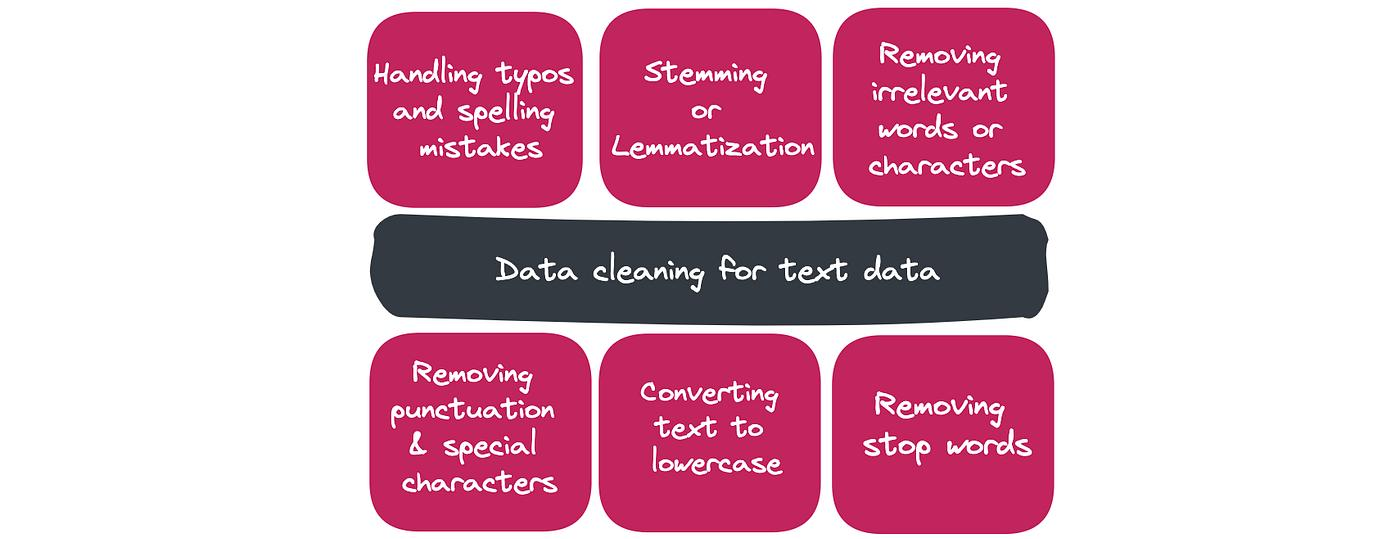 Handling typos
and spelling
mistakes
Stemming
or
Lemmatization
Removing
irrelevant
words or
characters
Data cleaning for text data
Removing
punctuation
& special
characters
Converting
text to
lowercase
Removing
stop words